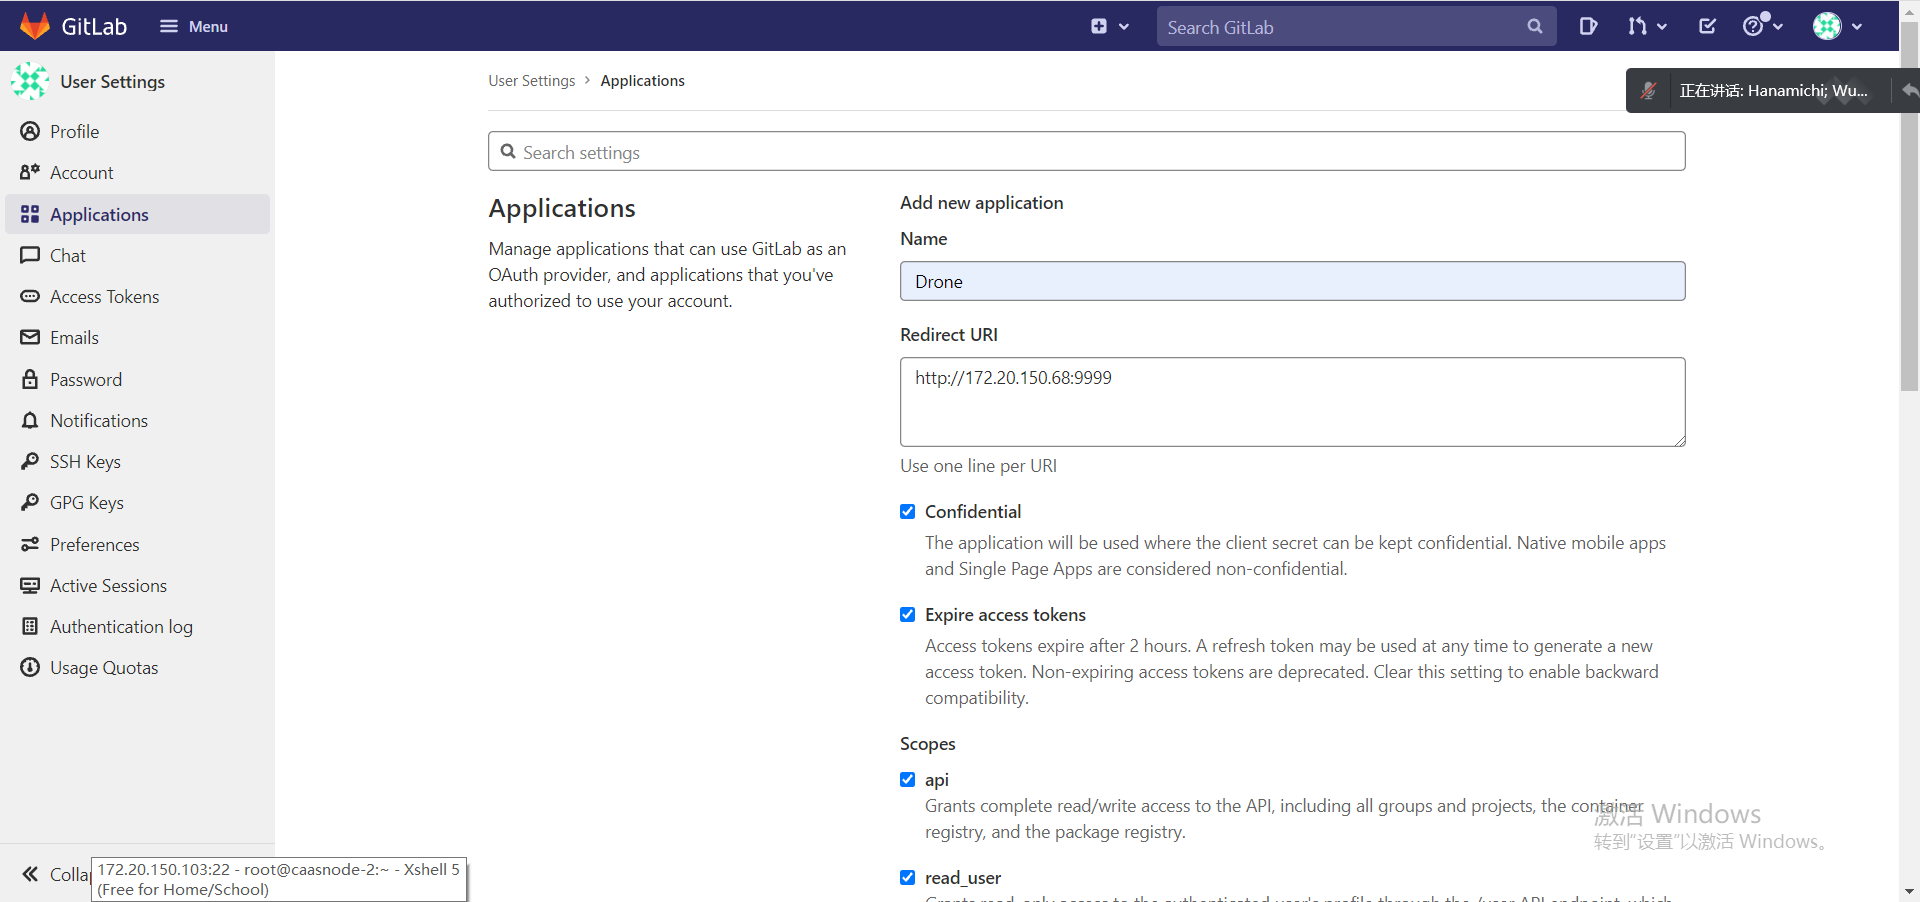 GitLab
Menu
Search GitLab
User Settings
Profile
Account
Applications
Chat
Access Tokens
Emails
Password
Notifications
SSH Keys
GPG Keys
Preferences
Active Sessions
Authentication log
Usage Quotas
172.20.150.103:22 - root@caasnode-2:~ - Xshell 5
(Free for Home/School)
User Settings > Applications
正在讲话: Hanamichi; Wu...
Search settings
Applications
Manage applications that can use GitLab as an
OAuth provider, and applications that you've
authorized to use your account.
Add new application
Name
Drone
Redirect URI
http://172.20.150.68:9999
Use one line per URI
Confidential
The application will be used where the client secret can be kept confidential. Native mobile apps
and Single Page Apps are considered non-confidential.
Expire access tokens
Access tokens expire after 2 hours. A refresh token may be used at any time to generate a new
access token. Non-expiring access tokens are deprecated. Clear this setting to enable backward
compatibility.
Scopes
api
Grants complete read/write access to the API, including all groups and projects, the container
registry, and the package registry.
read_user
激活 Windows
转到“设置”以激活 Windows。